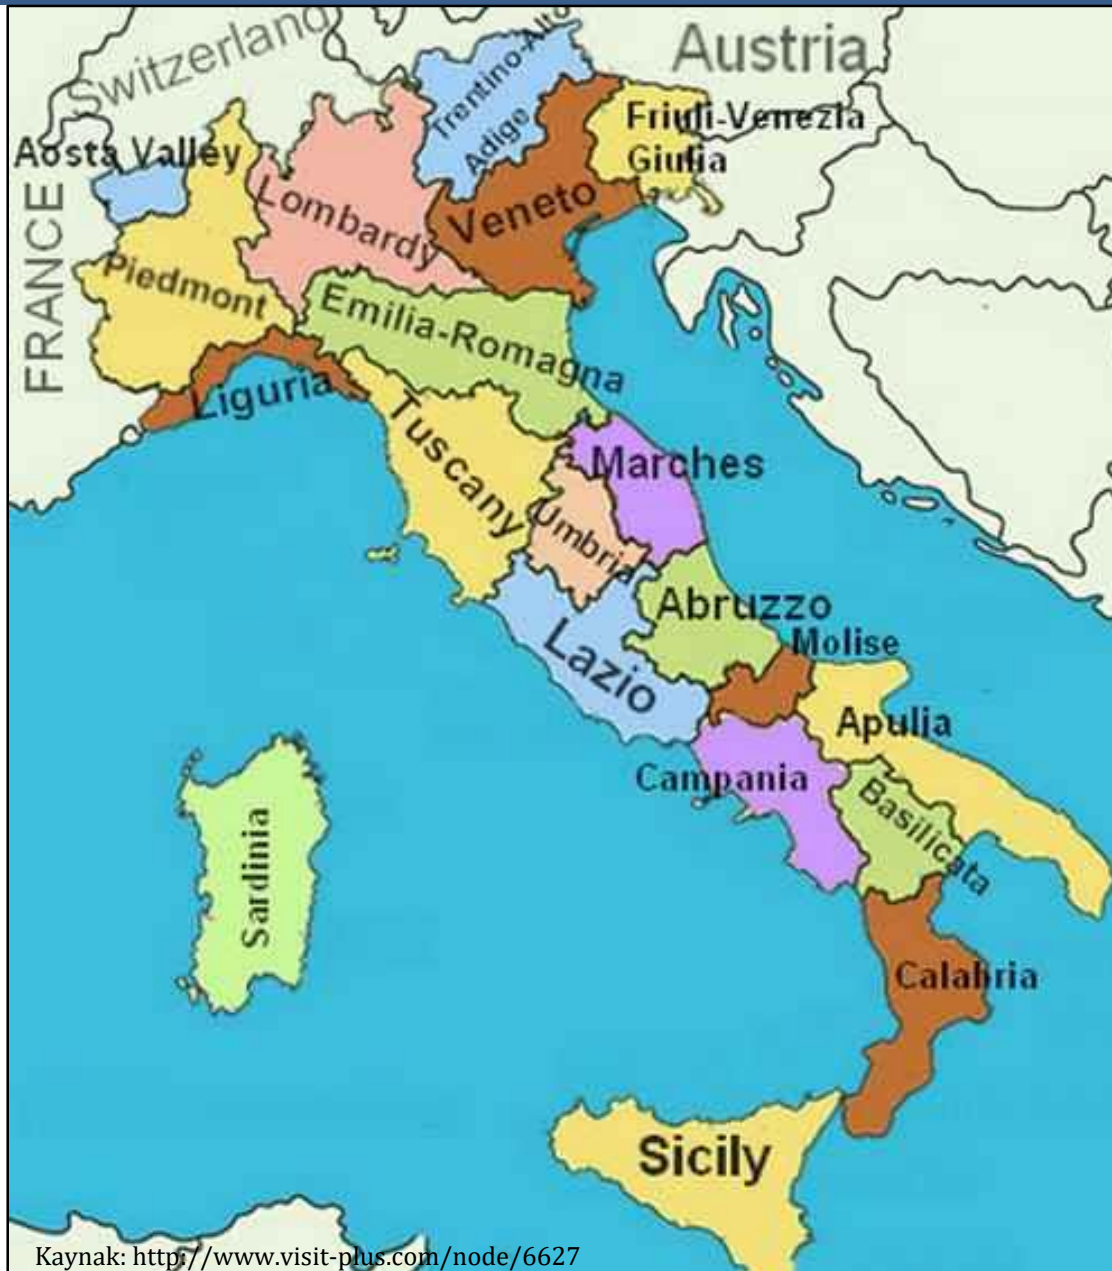 Switzerland
Austria
Trentino-Alto
Adige
Friuli-Venezia
Giulia
Aosta Valley
FRANCE
Lombardy
Veneto
Piedmont
Emilia-Romagna
Liguria
Tuscany
Marches
Umbria
Abruzzo
Molise
Lazio
Apulia
Campania
Basilicata
Sardinia
Calabria
Sicily
Kaynak: http://www.visit-plus.com/node/6627